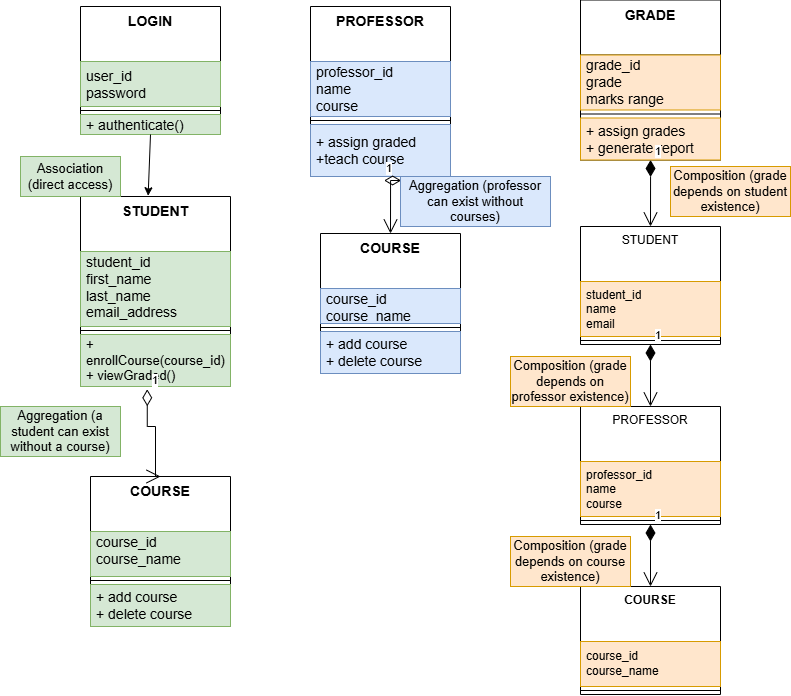 LOGIN
user_id
password
+ authenticate()
Association
(direct access)
STUDENT
student_id
first_name
last_name
email_address
+
enrollCourse(course_id)
+ viewGraded()
1
Aggregation (a
student can exist
without a course)
COURSE
course_id
course_name
+ add course
+ delete course
PROFESSOR
professor_id
name
course
+ assign graded
+teach course
1
Aggregation (professor
can exist without
courses)
COURSE
course_id
course_name
+ add course
+ delete course
GRADE
grade_id
grade
marks range
+ assign grades
+ generate report
1
Composition (grade
depends on student
existence)
STUDENT
student_id
name
email
1
Composition (grade
depends on
professor existence)
PROFESSOR
professor_id
name
course
1
Composition (grade
depends on course
existence)
COURSE
course_id
course_name